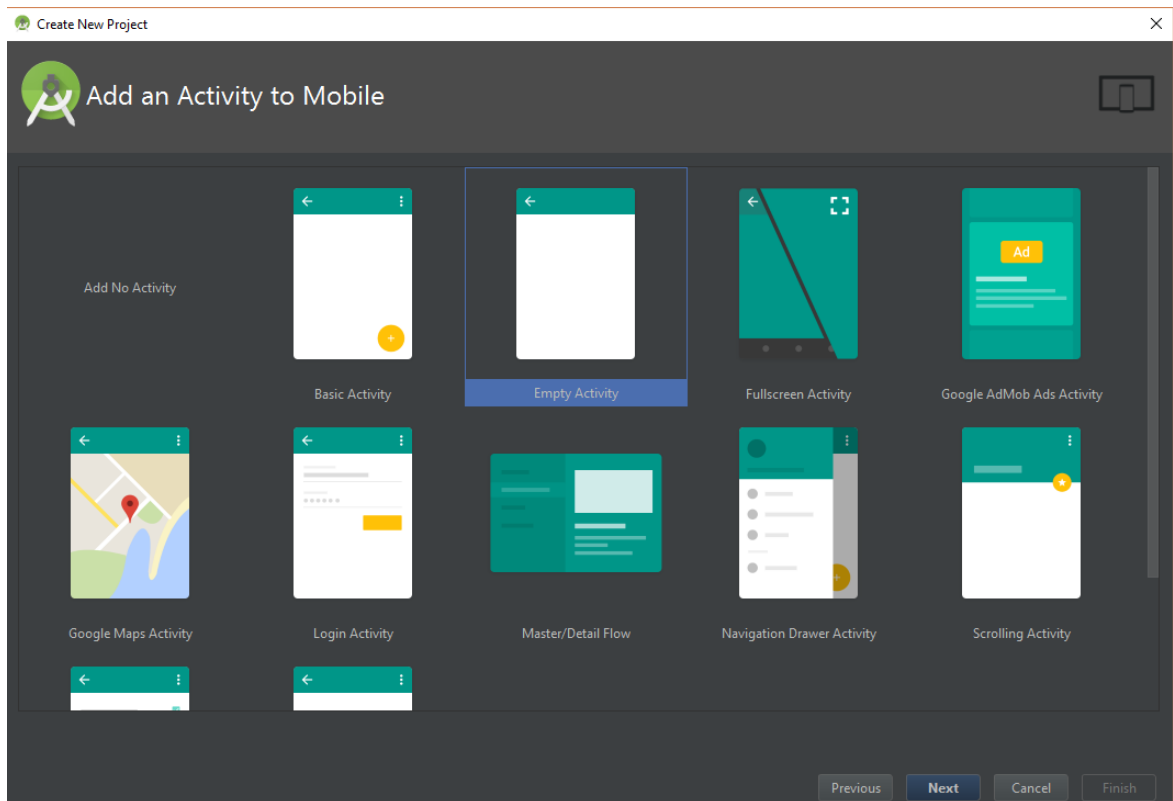 Create New Project
Add an Activity to Mobile
Add No Activity
Basic Activity
Empty Activity
Fullscreen Activity
Ad
Google AdMob Ads Activity
Google Maps Activity
Login Activity
Master/Detail Flow
Navigation Drawer Activity
Scrolling Activity
Previous
Next
Cancel
Finish